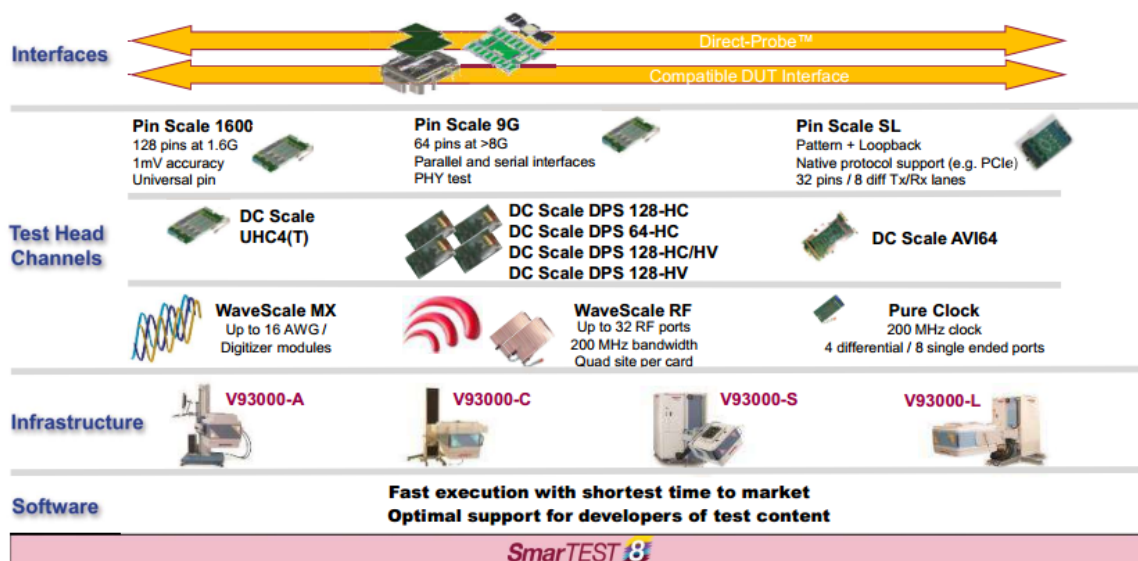 Interfaces
Direct-Probe™
Compatible DUT Interface
Pin Scale 1600
128 pins at 1.6G
1mV accuracy
Universal pin
Pin Scale 9G
64 pins at >8G
Parallel and serial interfaces
PHY test
Pin Scale SL
Pattern + Loopback
Native protocol support (e.g. PCIe)
32 pins / 8 diff Tx/Rx lanes
Test Head
Channels
DC Scale
UHC4(T)
DC Scale DPS 128-HC
DC Scale DPS 64-HC
DC Scale DPS 128-HC/HV
DC Scale DPS 128-HV
DC Scale AVI64
WaveScale MX
Up to 16 AWG /
Digitizer modules
WaveScale RF
Up to 32 RF ports
200 MHz bandwidth
Quad site per card
Pure Clock
200 MHz clock
4 differential / 8 single ended ports
Infrastructure
V93000-A
V93000-C
V93000-S
V93000-L
Software
Fast execution with shortest time to market
Optimal support for developers of test content
SmarTEST 8